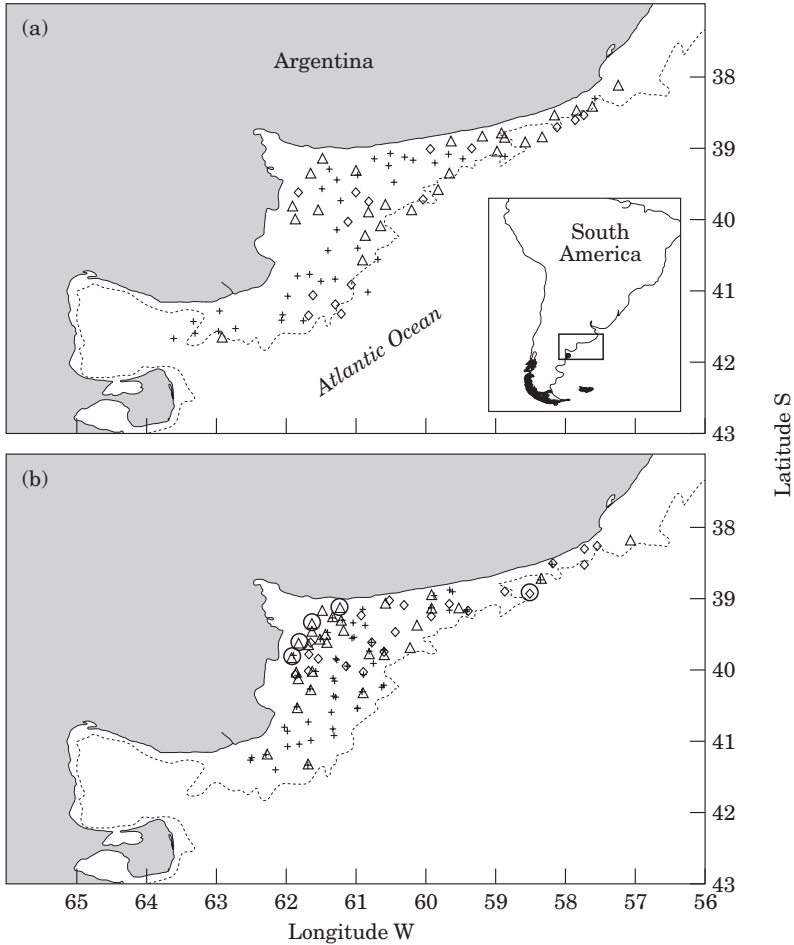 (a)
Argentina
38
39
40
41
42
43
South
America
Atlantic Ocean
Latitude S
(b)
38
39
40
41
42
43
65 64 63 62 61 60 59 58 57 56
Longitude W